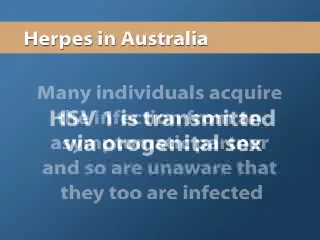 Herpes in Australia
Many individuals acquire
HSV 1 is transmitted
via orogenital sex
and so are unaware that
they too are infected